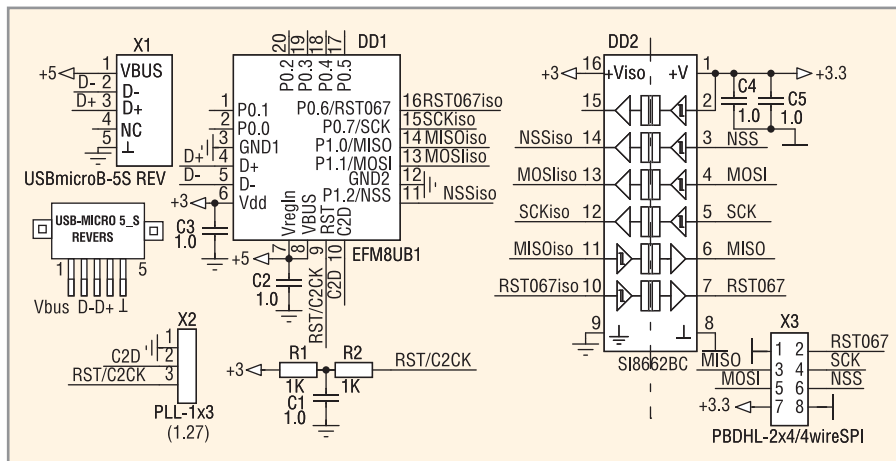 X1
+5
D-
D+
1 VBUS
2 D-
3 D+
4 NC
5 ⊥
USBmicroB-5S REV
USB-MICRO 5_S
REVERS
1 5
Vbus D-D+⊥
X2
C2D
RST/C2CK
1
2
3
PLL-1x3
(1.27)
20 19 18 17
DD1
P0.2 P0.3 P0.4 P0.5
1 P0.1
2 P0.0
3 GND1
D+ 4 D+
D- 5 D-
+3 6 Vdd
P0.6/RST067 16 RST067iso
P0.7/SCK 15 SCKiso
P1.0/MISO 14 MISOiso
P1.1/MOSI 13 MOSIiso
GND2 12
P1.2/NSS 11 NSSiso
VregIn VBUS RST C2D
7 8 9 10
EFM8UB1
C3
1.0
+5
C2
1.0
RST/C2CK
C2D
+3
R1
1K
R2
1K
RST/C2CK
C1
1.0
DD2
+3 16 +Viso
+V 1
+3.3
C4
1.0
C5
1.0
15
2
NSSiso 14
3 NSS
MOSIiso 13
4 MOSI
SCKiso 12
5 SCK
MISOiso 11
6 MISO
RST067iso 10
7 RST067
9 ⊥
⊥ 8
SI8662BC
X3
1 2 RST067
MISO 3 4 SCK
MOSI 5 6 NSS
+3.3 7 8
PBDHL-2x4/4wireSPI